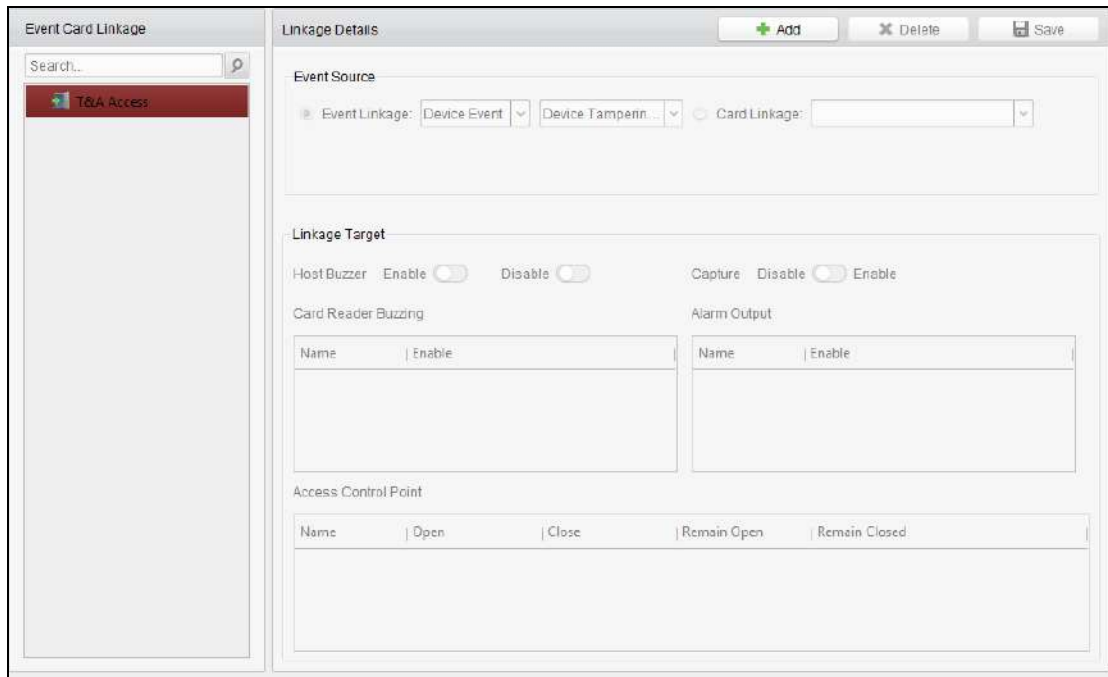 Event Card Linkage
Linkage Details
Add
Delete
Save
Search...
T&A Access
Event Source
Event Linkage: Device Event Device Tamperin... Card Linkage:
Linkage Target
Host Buzzer Enable Disable
Capture Disable Enable
Card Reader Buzzing
Alarm Output
Name Enable
Name Enable
Access Control Point
Name Open Close Remain Open Remain Closed